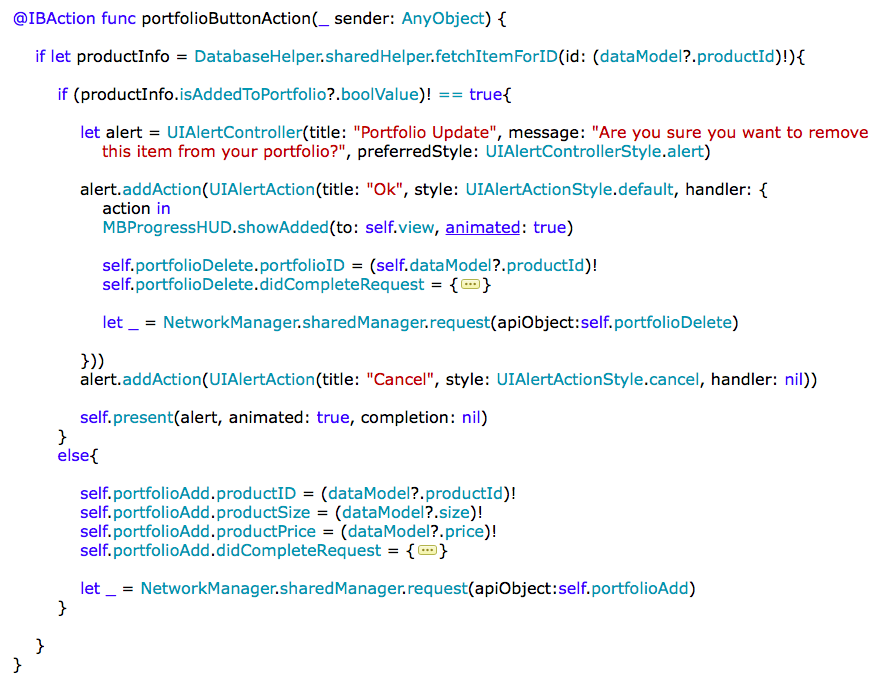 @IBAction func portfolioButtonAction(_ sender: AnyObject) {
if let productInfo = DatabaseHelper.sharedHelper.fetchItemForID(id: (dataModel?.productId)!){
if (productInfo.isAddedToPortfolio?.boolValue)! == true{
let alert = UIAlertController(title: "Portfolio Update", message: "Are you sure you want to remove
this item from your portfolio?", preferredStyle: UIAlertControllerStyle.alert)
alert.addAction(UIAlertAction(title: "Ok", style: UIAlertActionStyle.default, handler: {
action in
MBProgressHUD.showAdded(to: self.view, animated: true)
self.portfolioDelete.portfolioID = (self.dataModel?.productId)!
self.portfolioDelete.didCompleteRequest = {•••}
let _ = NetworkManager.sharedManager.request(apiObject:self.portfolioDelete)
}))
alert.addAction(UIAlertAction(title: "Cancel", style: UIAlertActionStyle.cancel, handler: nil))
self.present(alert, animated: true, completion: nil)
}
else{
self.portfolioAdd.productID = (dataModel?.productId)!
self.portfolioAdd.productSize = (dataModel?.size)!
self.portfolioAdd.productPrice = (dataModel?.price)!
self.portfolioAdd.didCompleteRequest = {•••}
let _ = NetworkManager.sharedManager.request(apiObject:self.portfolioAdd)
}
}
}